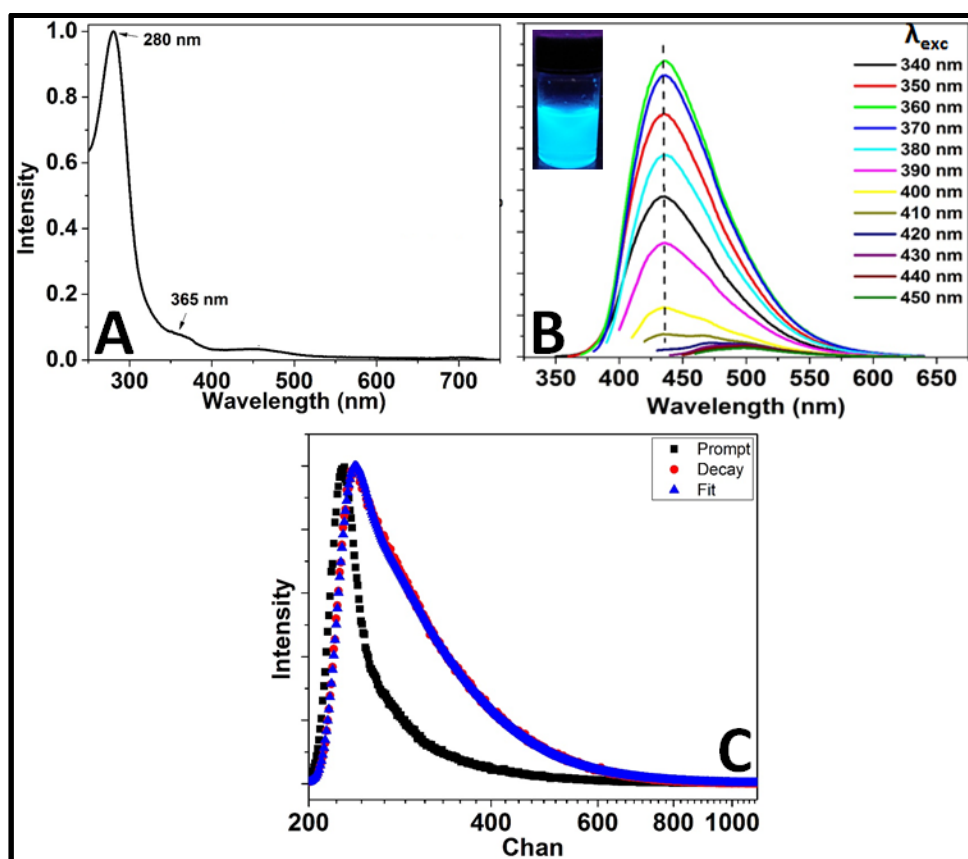 280 nm
365 nm
1.0
0.8
0.6
0.4
0.2
0.0
Intensity
300
400
500
600
700
Wavelength (nm)
A
λexc
340 nm
350 nm
360 nm
370 nm
380 nm
390 nm
400 nm
410 nm
420 nm
430 nm
440 nm
450 nm
350
400
450
500
550
600
650
Wavelength (nm)
B
Prompt
Decay
Fit
Intensity
200
400
600
800
1000
Chan
C